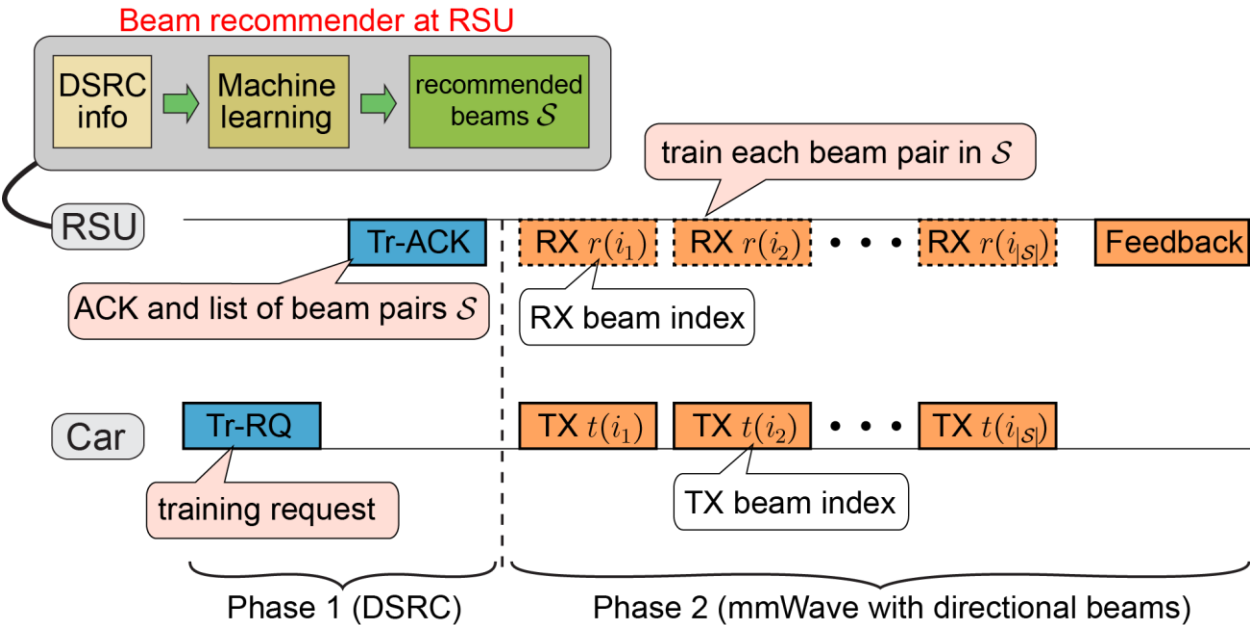 Beam recommender at RSU
DSRC
info
Machine
learning
recommended
beams 𝒮
train each beam pair in 𝒮
RSU
Tr-ACK
RX r(i₁)
RX r(i₂)
• • •
RX r(i_{|𝒮|})
Feedback
ACK and list of beam pairs 𝒮
RX beam index
Car
Tr-RQ
TX t(i₁)
TX t(i₂)
• • •
TX t(i_{|𝒮|})
training request
TX beam index
Phase 1 (DSRC)
Phase 2 (mmWave with directional beams)